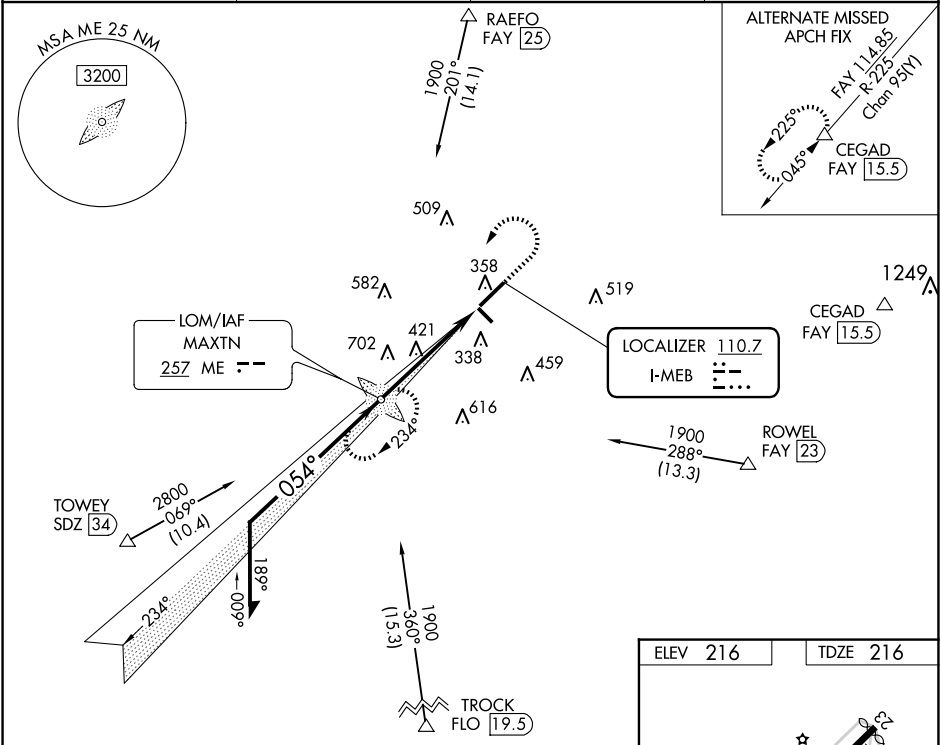 MSA ME 25 NM
3200
RAEFO
FAY 25
1900
201°
(14.1)
ALTERNATE MISSED
APCH FIX
FAY 114.85
R-225
Chan 95(Y)
225°
045°
CEGAD
FAY 15.5
509
358
582
519
1249
CEGAD
FAY 15.5
LOM/IAF
MAXTN
257 ME
702
421
338
459
LOCALIZER 110.7
I-MEB
616
234°
1900
288°
(13.3)
ROWEL
FAY 23
054°
TOWEY
SDZ 34
2800
069°
(10.4)
189°
009°
234°
1900
360°
(15.3)
TROCK
FLO 19.5
ELEV 216
TDZE 216
23